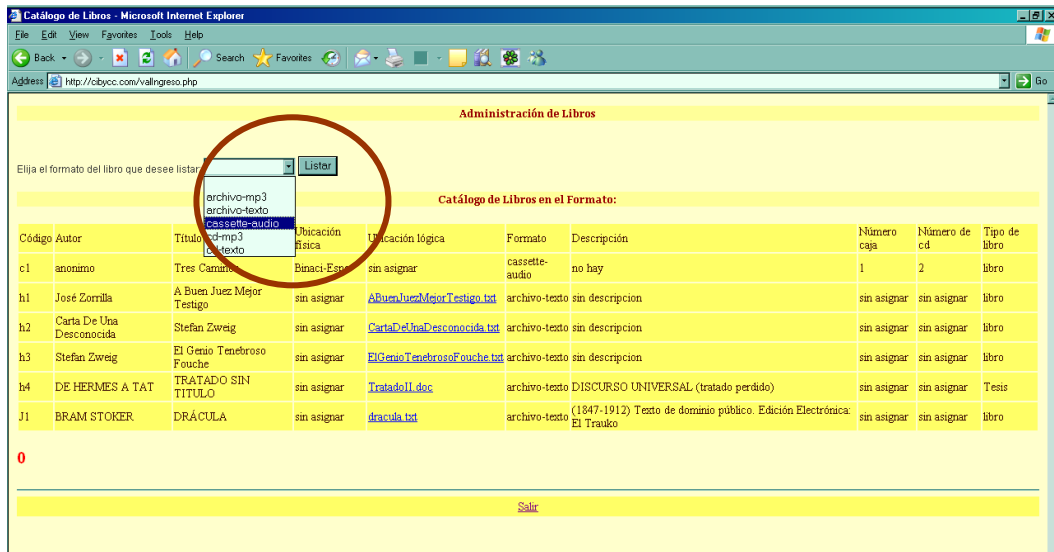 Catálogo de Libros - Microsoft Internet Explorer
File Edit View Favorites Tools Help
Back Search Favorites
Address http://cibycc.com/valIngreso.php Go
Administración de Libros
Elija el formato del libro que desee listar: Listar
archivo-mp3
archivo-texto
cassette-audio
cd-mp3
cd-texto
Catálogo de Libros en el Formato:
Código Autor Título Ubicación física Ubicación lógica Formato Descripción Número caja Número de cd Tipo de libro
c1 anonimo Tres Camino Binaci-Espa sin asignar cassette-audio no hay 1 2 libro
h1 José Zorrilla A Buen Juez Mejor Testigo sin asignar ABuenJuezMejorTestigo.txt archivo-texto sin descripcion sin asignar sin asignar libro
h2 Carta De Una Desconocida Stefan Zweig sin asignar CartaDeUnaDesconocida.txt archivo-texto sin descripcion sin asignar sin asignar libro
h3 Stefan Zweig El Genio Tenebroso Fouche sin asignar ElGenioTenebrosoFouche.txt archivo-texto sin descripcion sin asignar sin asignar libro
h4 DE HERMES A TAT TRATADO SIN TITULO sin asignar TratadoII.doc archivo-texto DISCURSO UNIVERSAL (tratado perdido) sin asignar sin asignar Tesis
J1 BRAM STOKER DRÁCULA sin asignar dracula.txt archivo-texto (1847-1912) Texto de dominio público. Edición Electrónica: El Trauko sin asignar sin asignar libro
0
Salir